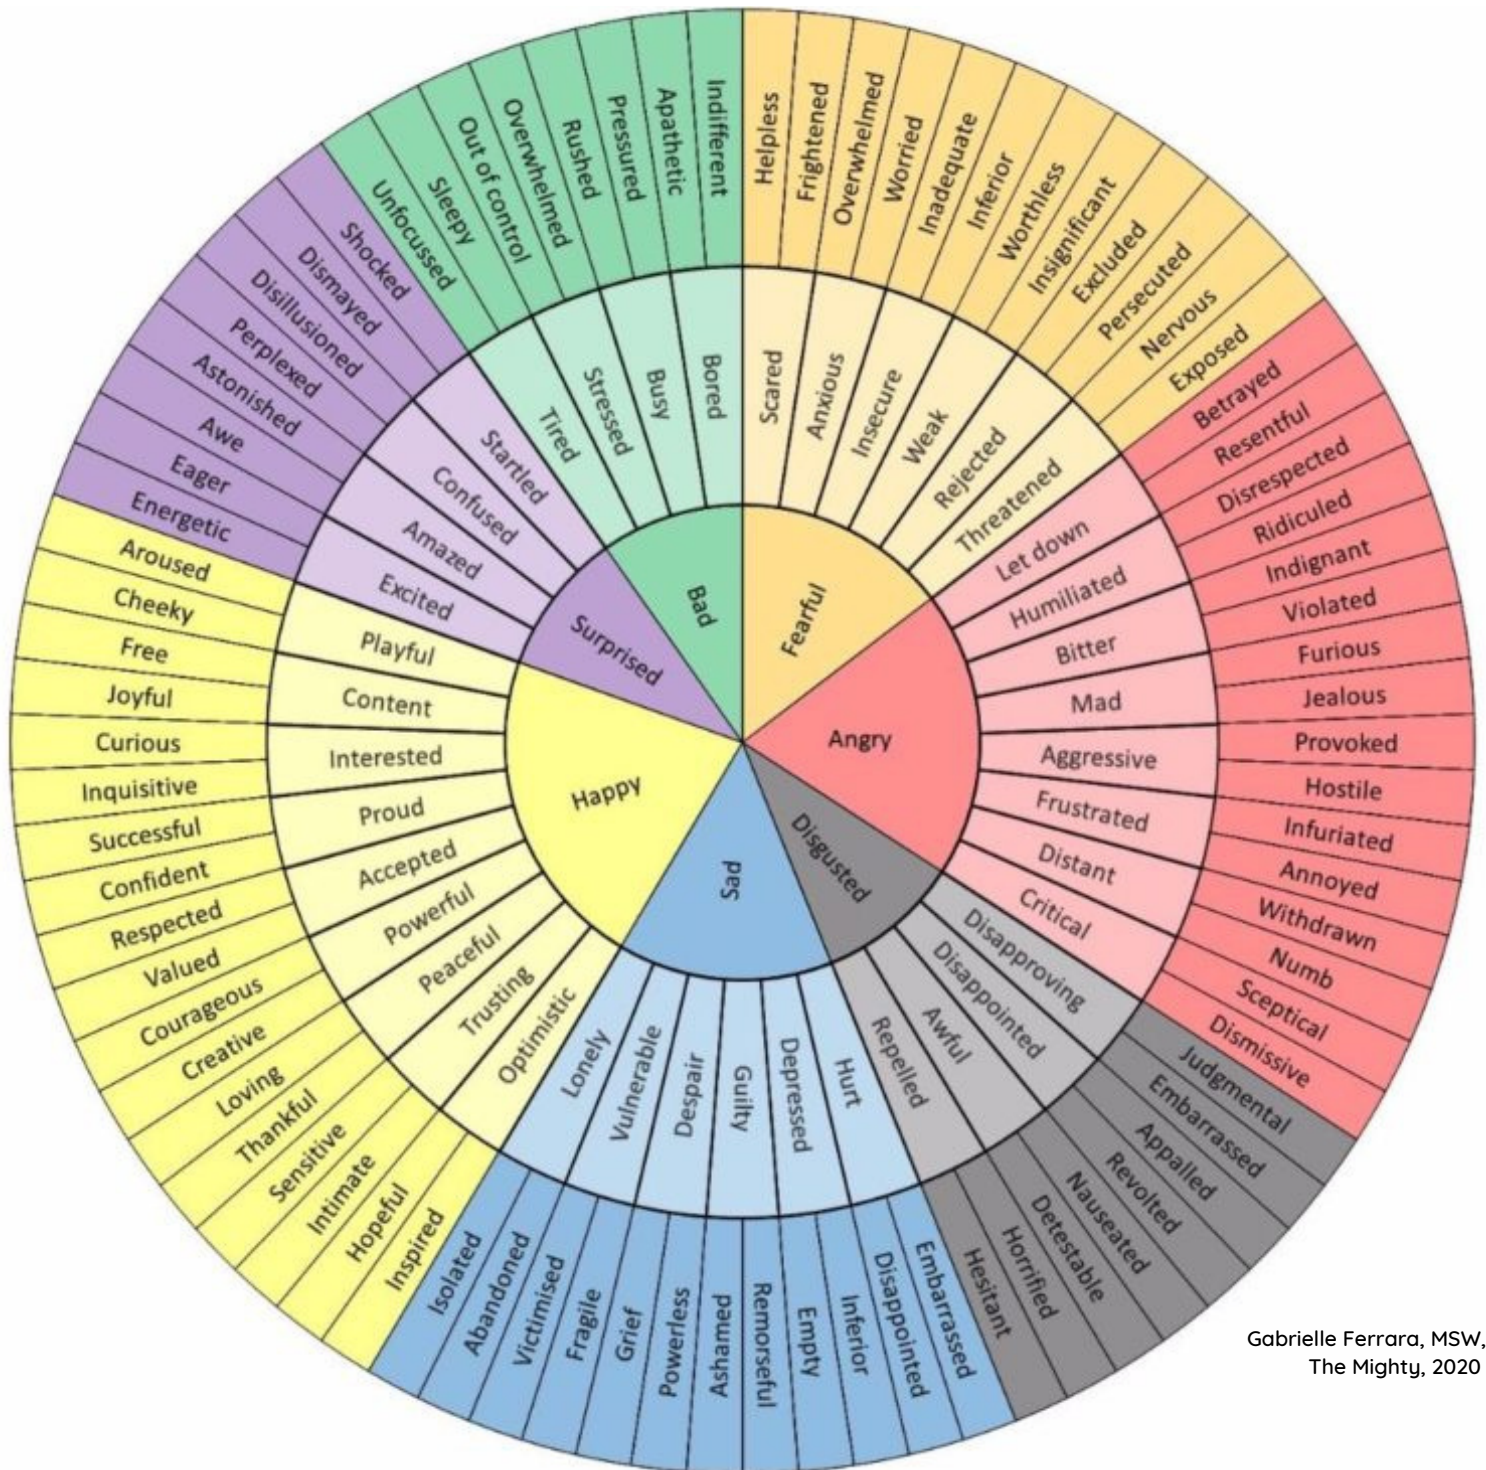 Fearful
Angry
Disgusted
Sad
Happy
Surprised
Bad
Scared
Anxious
Insecure
Weak
Rejected
Threatened
Let down
Humiliated
Bitter
Mad
Aggressive
Frustrated
Distant
Critical
Disapproving
Disappointed
Awful
Repelled
Hurt
Depressed
Guilty
Despair
Vulnerable
Lonely
Optimistic
Trusting
Peaceful
Powerful
Accepted
Proud
Interested
Content
Playful
Excited
Amazed
Confused
Startled
Tired
Stressed
Busy
Bored
Helpless
Frightened
Overwhelmed
Worried
Inadequate
Inferior
Worthless
Insignificant
Excluded
Persecuted
Nervous
Exposed
Betrayed
Resentful
Disrespected
Ridiculed
Indignant
Violated
Furious
Jealous
Provoked
Hostile
Infuriated
Annoyed
Withdrawn
Numb
Sceptical
Dismissive
Judgmental
Embarrassed
Appalled
Revolted
Nauseated
Detestable
Horrified
Hesitant
Embarrassed
Disappointed
Inferior
Empty
Remorseful
Ashamed
Powerless
Grief
Fragile
Victimised
Abandoned
Isolated
Inspired
Hopeful
Intimate
Sensitive
Thankful
Loving
Creative
Courageous
Valued
Respected
Confident
Successful
Inquisitive
Curious
Joyful
Free
Cheeky
Aroused
Energetic
Eager
Awe
Astonished
Perplexed
Disillusioned
Dismayed
Shocked
Unfocussed
Sleepy
Out of control
Overwhelmed
Rushed
Pressured
Apathetic
Indifferent
Gabrielle Ferrara, MSW,
The Mighty, 2020